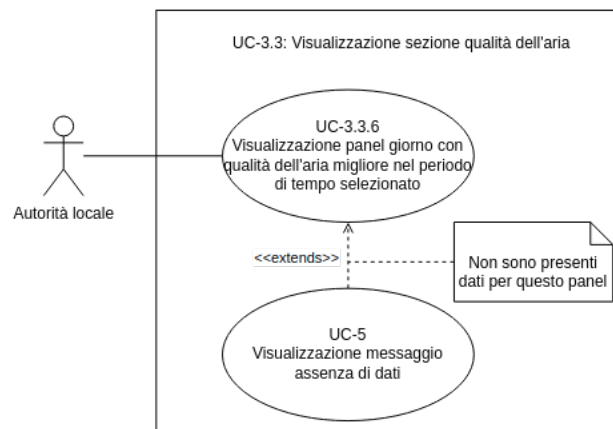 UC-3.3: Visualizzazione sezione qualità dell'aria
UC-3.3.6
Visualizzazione panel giorno con
qualità dell'aria migliore nel periodo
di tempo selezionato
Autorità locale
<<extends>>
Non sono presenti
dati per questo panel
UC-5
Visualizzazione messaggio
assenza di dati